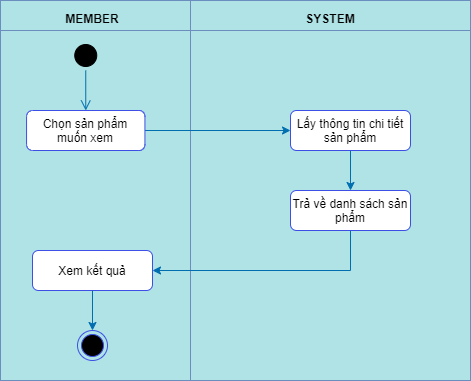 MEMBER
SYSTEM
Chọn sản phẩm
muốn xem
Lấy thông tin chi tiết
sản phẩm
Trả về danh sách sản
phẩm
Xem kết quả